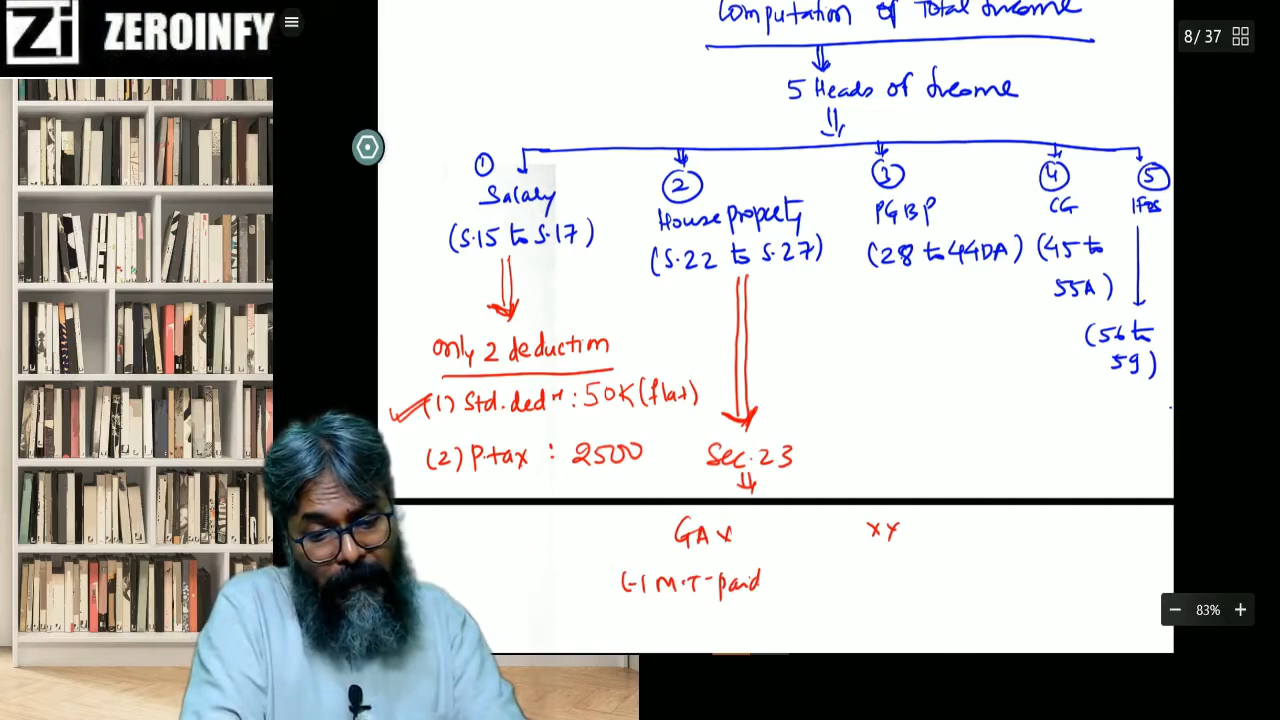 Zi ZEROINFY
8 / 37
Computation of Total Income
5 Heads of Income
① ② ③ ④ ⑤
Salary
House property
PGBP
CG
IFOS
(S.15 to S.17)
(S.22 to S.27)
(28 to 44DA)
(45 to
55A)
(56 to
59)
only 2 deduction
(1) Std. dedn : 50K (flat)
(2) P.tax : 2500
Sec. 23
GAV XX
(-) M.T-paid
83%